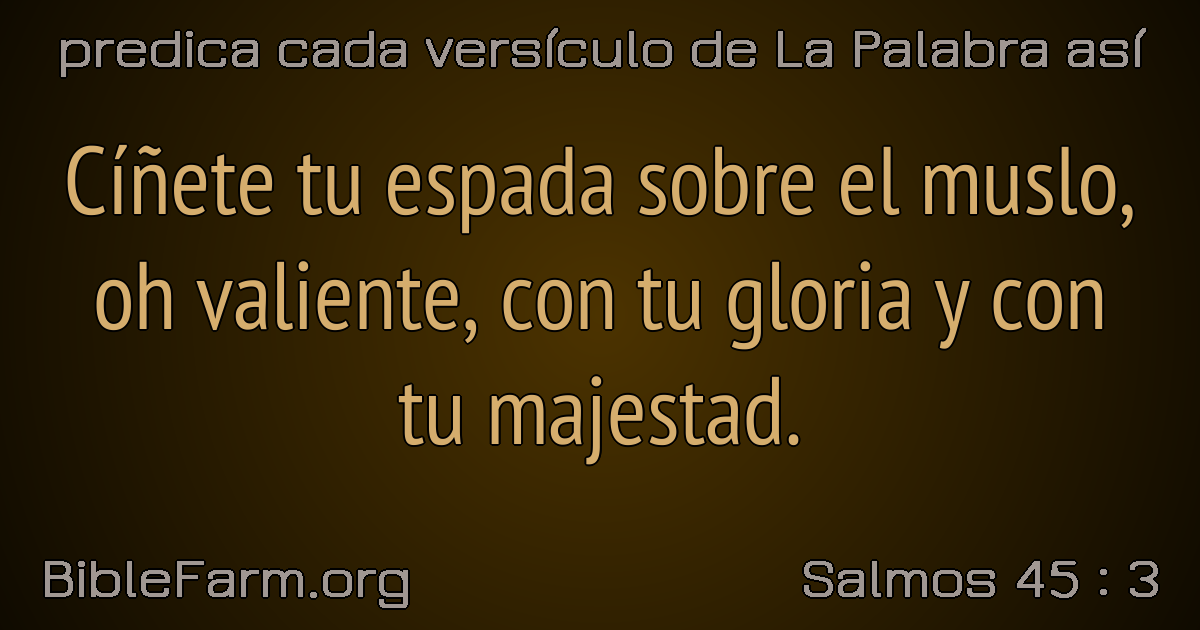 predica cada versículo de La Palabra así
Cíñete tu espada sobre el muslo,
oh valiente, con tu gloria y con
tu majestad.
BibleFarm.org
Salmos 45 : 3